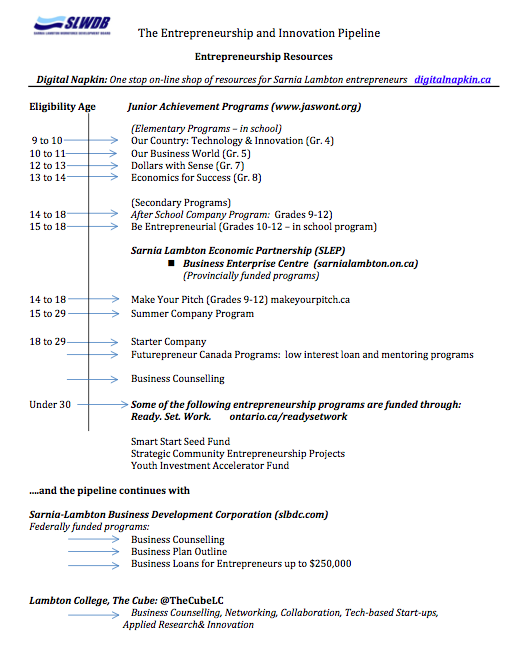 SLWDB
SARNIA LAMBTON WORKFORCE DEVELOPMENT BOARD
The Entrepreneurship and Innovation Pipeline
Entrepreneurship Resources
Digital Napkin: One stop on-line shop of resources for Sarnia Lambton entrepreneurs digitalnapkin.ca
Eligibility Age Junior Achievement Programs (www.jaswont.org)
(Elementary Programs – in school)
9 to 10 Our Country: Technology & Innovation (Gr. 4)
10 to 11 Our Business World (Gr. 5)
12 to 13 Dollars with Sense (Gr. 7)
13 to 14 Economics for Success (Gr. 8)
(Secondary Programs)
14 to 18 After School Company Program: Grades 9-12)
15 to 18 Be Entrepreneurial (Grades 10-12 – in school program)
Sarnia Lambton Economic Partnership (SLEP)
■ Business Enterprise Centre (sarnialambton.on.ca)
(Provincially funded programs)
14 to 18 Make Your Pitch (Grades 9-12) makeyourpitch.ca
15 to 29 Summer Company Program
18 to 29 Starter Company
Futurepreneur Canada Programs: low interest loan and mentoring programs
Business Counselling
Under 30 Some of the following entrepreneurship programs are funded through:
Ready. Set. Work. ontario.ca/readysetwork
Smart Start Seed Fund
Strategic Community Entrepreneurship Projects
Youth Investment Accelerator Fund
....and the pipeline continues with
Sarnia-Lambton Business Development Corporation (slbdc.com)
Federally funded programs:
Business Counselling
Business Plan Outline
Business Loans for Entrepreneurs up to $250,000
Lambton College, The Cube: @TheCubeLC
Business Counselling, Networking, Collaboration, Tech-based Start-ups,
Applied Research& Innovation